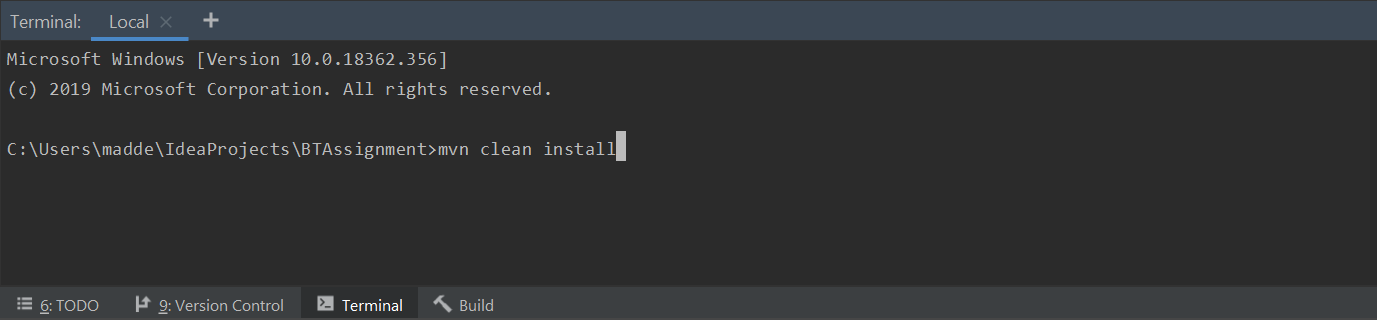 Terminal: Local
Microsoft Windows [Version 10.0.18362.356]
(c) 2019 Microsoft Corporation. All rights reserved.
C:\Users\madde\IdeaProjects\BTAssignment>mvn clean install
6: TODO 9: Version Control Terminal Build